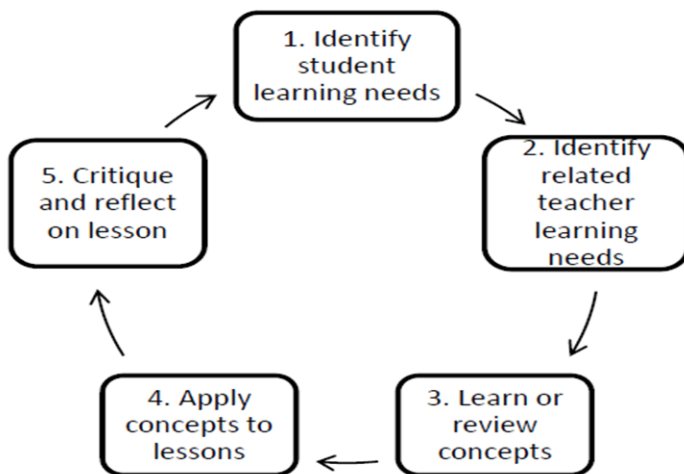 1. Identify
student
learning needs
2. Identify
related
teacher
learning
needs
3. Learn or
review
concepts
4. Apply
concepts to
lessons
5. Critique
and reflect
on lesson